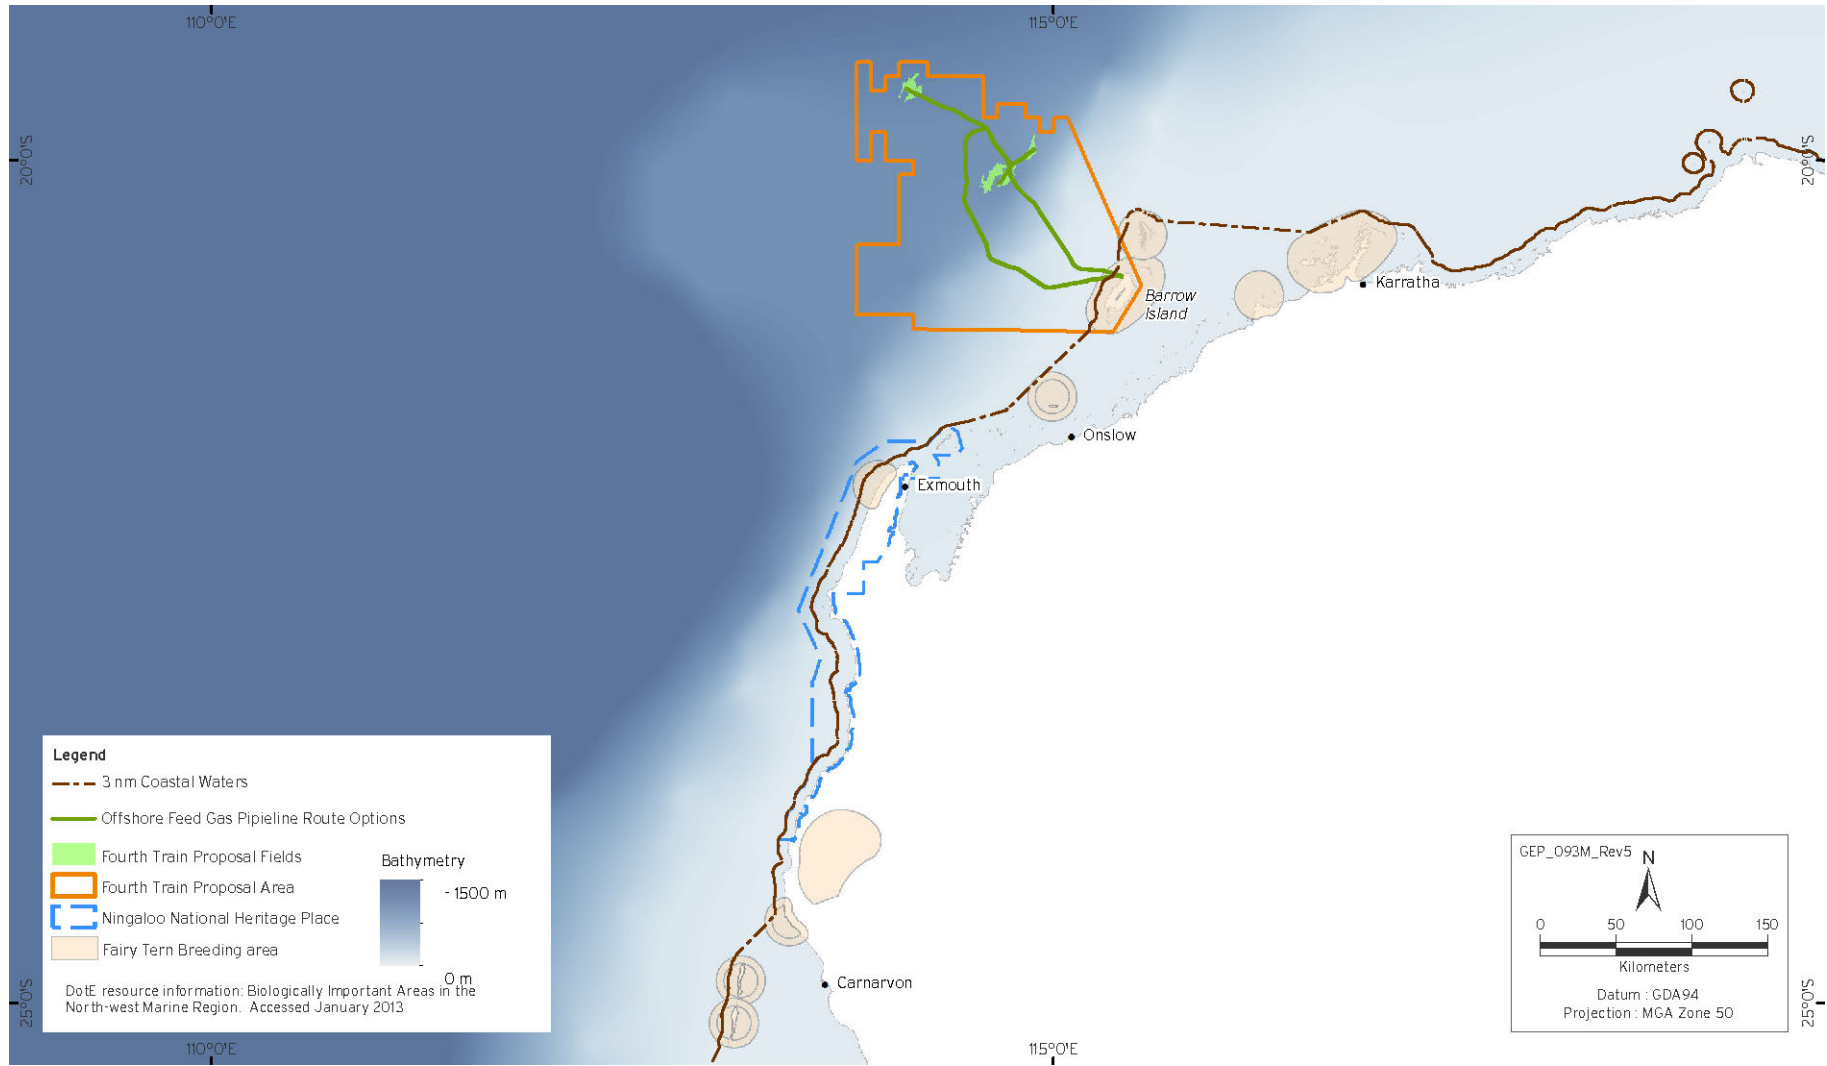 110°0'E
115°0'E
20°0'S
20°0'S
Barrow
Island
Karratha
Onslow
Exmouth
Carnarvon
Legend
3 nm Coastal Waters
Offshore Feed Gas Pipieline Route Options
Fourth Train Proposal Fields
Fourth Train Proposal Area
Ningaloo National Heritage Place
Fairy Tern Breeding area
Bathymetry
- 1500 m
0 m
DotE resource information: Biologically Important Areas in the
North-west Marine Region. Accessed January 2013
GEP_093M_Rev5
N
0 50 100 150
Kilometers
Datum : GDA94
Projection : MGA Zone 50
25°0'S
25°0'S
110°0'E
115°0'E